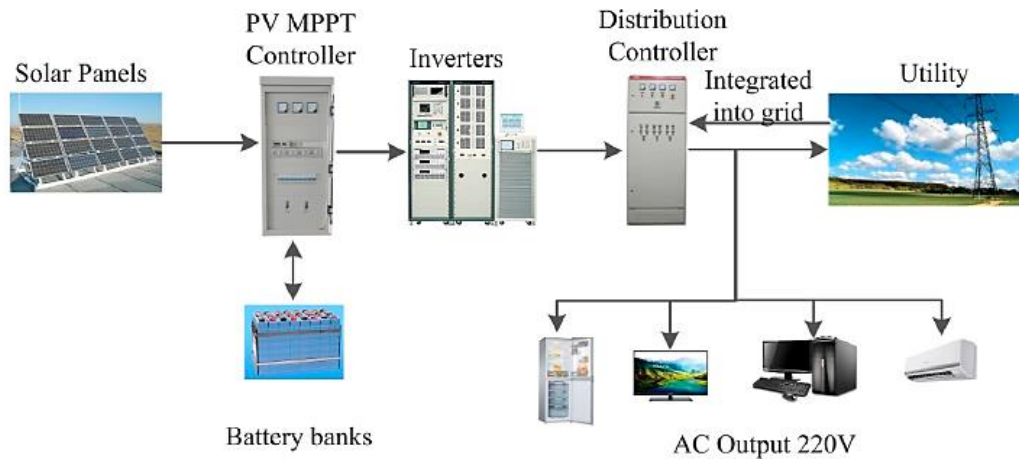 Solar Panels
PV MPPT
Controller
Inverters
Distribution
Controller
Integrated
into grid
Utility
Battery banks
AC Output 220V